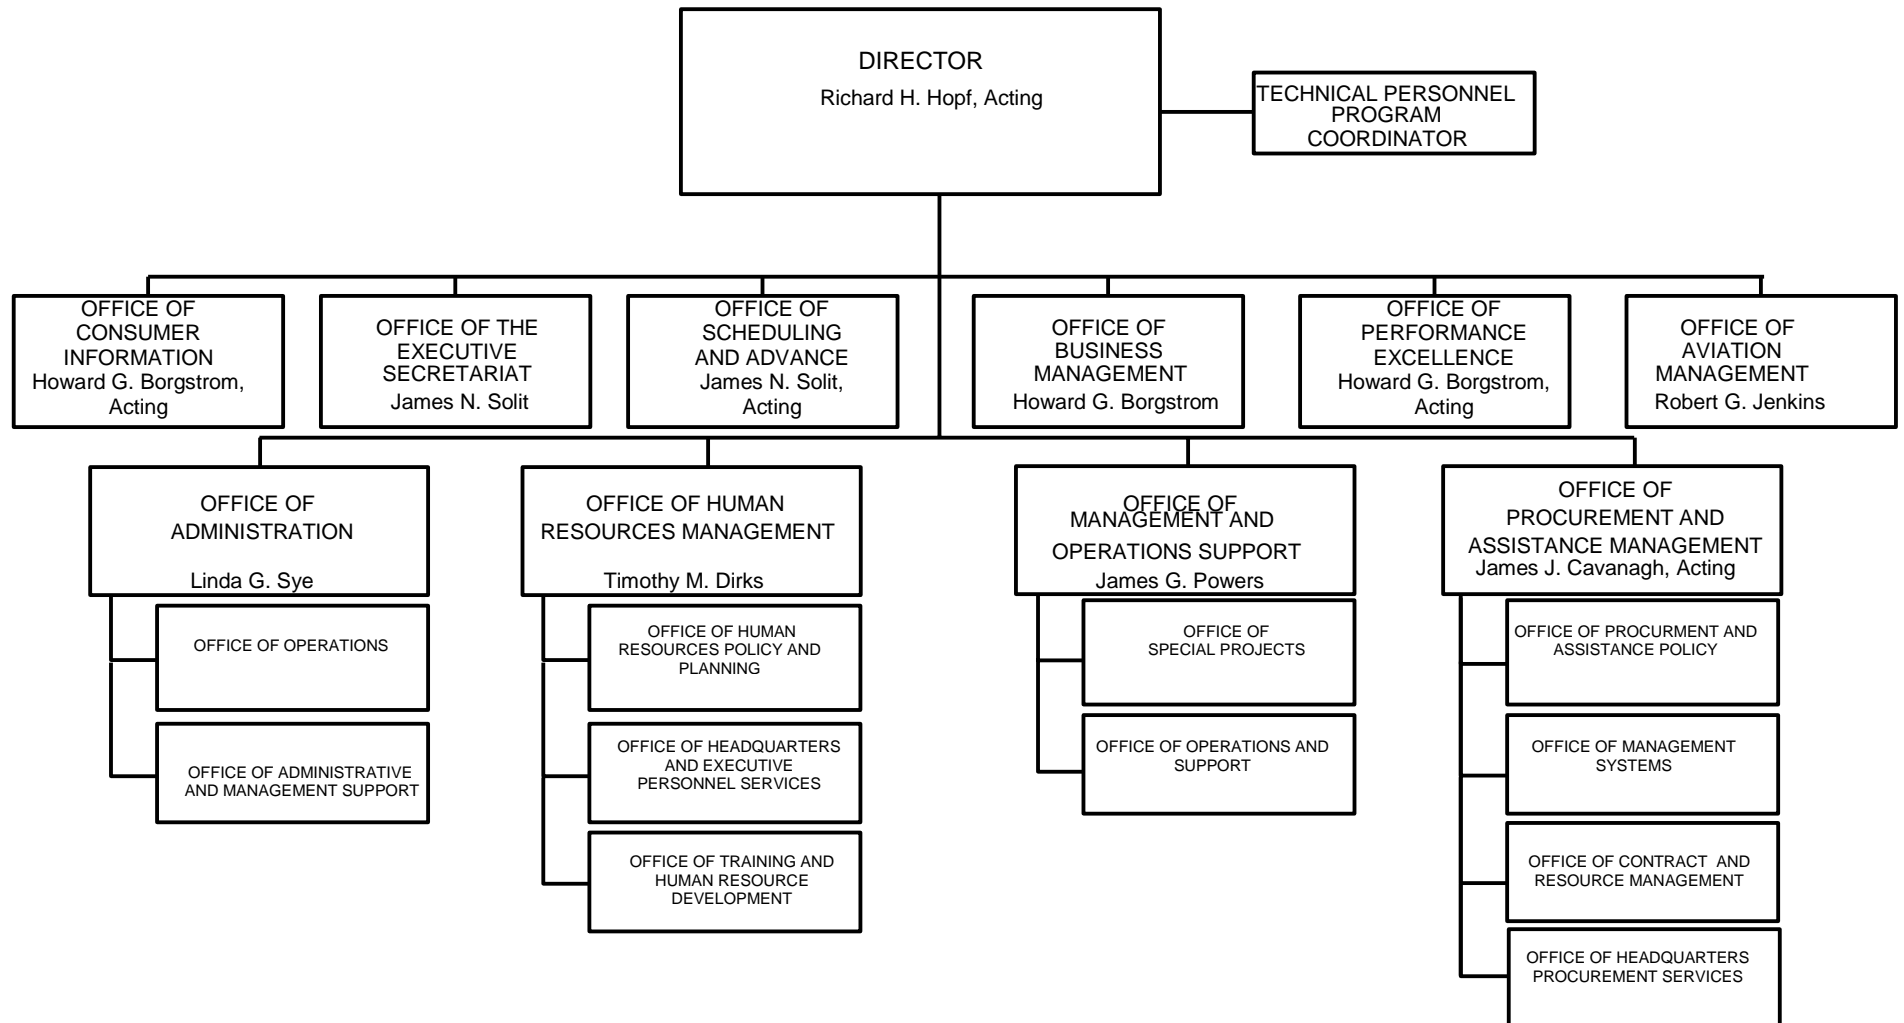 DIRECTOR
Richard H. Hopf, Acting
TECHNICAL PERSONNEL
PROGRAM
COORDINATOR
OFFICE OF
CONSUMER
INFORMATION
Howard G. Borgstrom,
Acting
OFFICE OF THE
EXECUTIVE
SECRETARIAT
James N. Solit
OFFICE OF
SCHEDULING
AND ADVANCE
James N. Solit,
Acting
OFFICE OF
BUSINESS
MANAGEMENT
Howard G. Borgstrom
OFFICE OF
PERFORMANCE
EXCELLENCE
Howard G. Borgstrom,
Acting
OFFICE OF
AVIATION
MANAGEMENT
Robert G. Jenkins
OFFICE OF
ADMINISTRATION
Linda G. Sye
OFFICE OF OPERATIONS
OFFICE OF ADMINISTRATIVE
AND MANAGEMENT SUPPORT
OFFICE OF HUMAN
RESOURCES MANAGEMENT
Timothy M. Dirks
OFFICE OF HUMAN
RESOURCES POLICY AND
PLANNING
OFFICE OF HEADQUARTERS
AND EXECUTIVE
PERSONNEL SERVICES
OFFICE OF TRAINING AND
HUMAN RESOURCE
DEVELOPMENT
OFFICE OF
MANAGEMENT AND
OPERATIONS SUPPORT
James G. Powers
OFFICE OF
SPECIAL PROJECTS
OFFICE OF OPERATIONS AND
SUPPORT
OFFICE OF
PROCUREMENT AND
ASSISTANCE MANAGEMENT
James J. Cavanagh, Acting
OFFICE OF PROCURMENT AND
ASSISTANCE POLICY
OFFICE OF MANAGEMENT
SYSTEMS
OFFICE OF CONTRACT AND
RESOURCE MANAGEMENT
OFFICE OF HEADQUARTERS
PROCUREMENT SERVICES